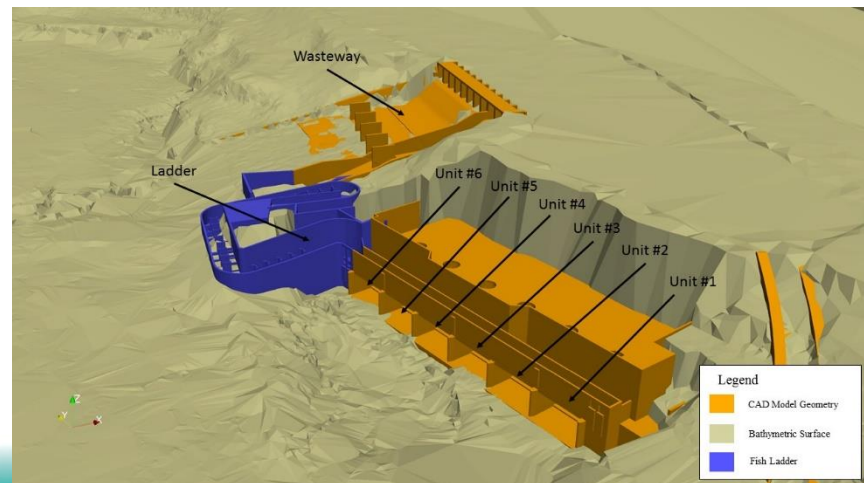 Wasteway
Ladder
Unit #6
Unit #5
Unit #4
Unit #3
Unit #2
Unit #1
Legend
CAD Model Geometry
Bathymetric Surface
Fish Ladder
Z
Y
X